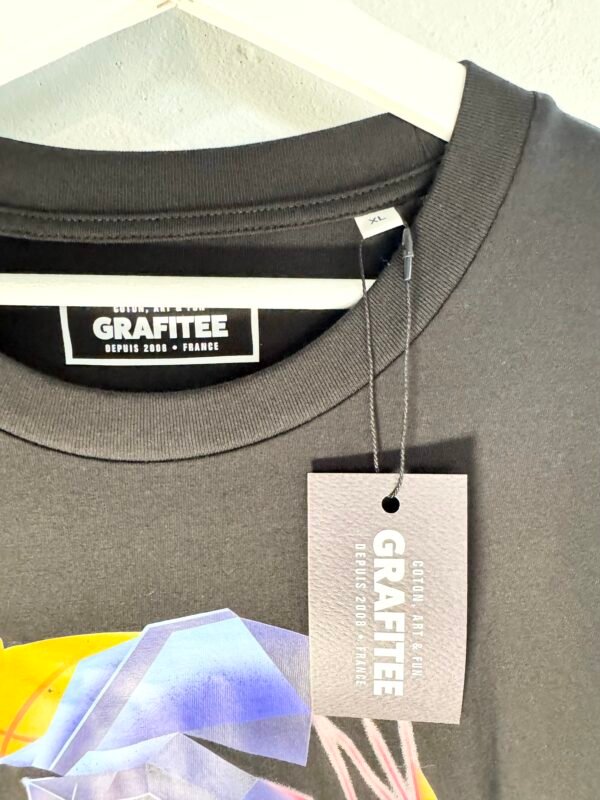 XL
COTON, ART & FUN
GRAFITEE
DEPUIS 2008 • FRANCE
COTON, ART & FUN
GRAFITEE
DEPUIS 2008 • FRANCE